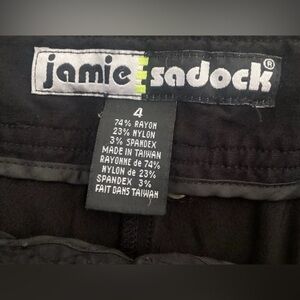 jamie sadock®
4
74% RAYON
23% NYLON
3% SPANDEX
MADE IN TAIWAN
RAYONNE de 74%
NYLON de 23%
SPANDEX 3%
FAIT DANS TAIWAN